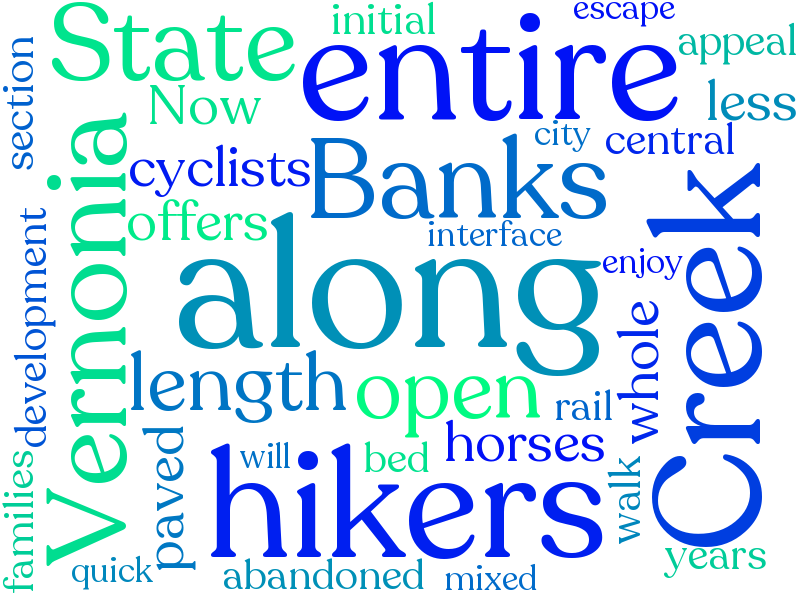 initial
escape
State
entire
appeal
section
Now
less
city
central
cyclists
Banks
Vernonia
offers
interface
Creek
development
along
enjoy
length
open
whole
rail
horses
paved
will
bed
hikers
walk
families
quick
abandoned
mixed
years